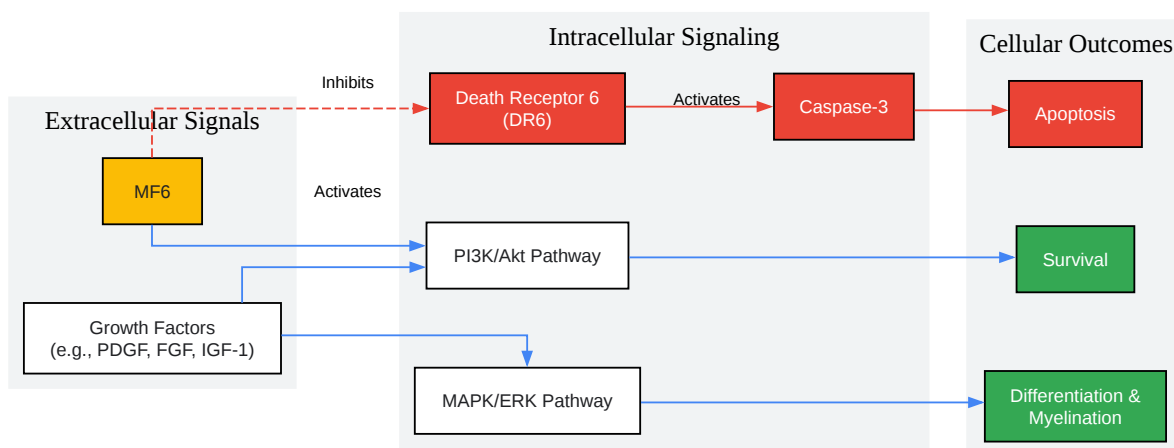 Intracellular Signaling
Cellular Outcomes
Extracellular Signals
Inhibits
Death Receptor 6
(DR6)
Activates
Caspase-3
Apoptosis
MF6
Activates
PI3K/Akt Pathway
Survival
Growth Factors
(e.g., PDGF, FGF, IGF-1)
MAPK/ERK Pathway
Differentiation &
Myelination